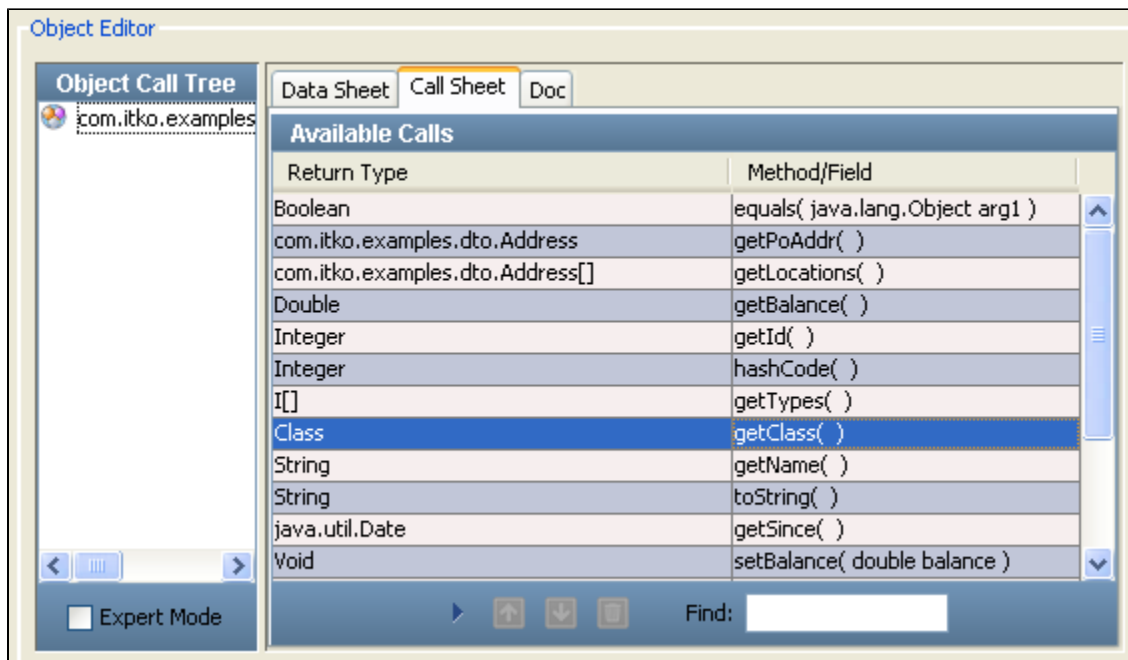 Object Editor
Object Call Tree
com.itko.examples
Expert Mode
Data Sheet Call Sheet Doc
Available Calls
Return Type Method/Field
Boolean equals( java.lang.Object arg1 )
com.itko.examples.dto.Address getPoAddr( )
com.itko.examples.dto.Address[] getLocations( )
Double getBalance( )
Integer getId( )
Integer hashCode( )
I[] getTypes( )
Class getClass( )
String getName( )
String toString( )
java.util.Date getSince( )
Void setBalance( double balance )
Find: